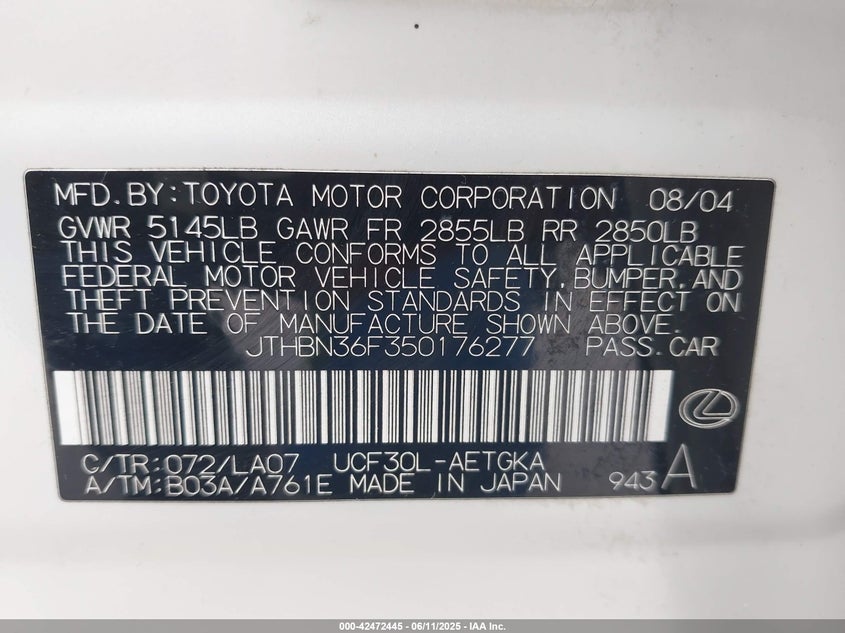 MFD.BY:TOYOTA MOTOR CORPORATION 08/04
GVWR 5145LB GAWR FR 2855LB RR 2850LB
THIS VEHICLE CONFORMS TO ALL APPLICABLE
FEDERAL MOTOR VEHICLE SAFETY,BUMPER,AND
THEFT PREVENTION STANDARDS IN EFFECT ON
THE DATE OF MANUFACTURE SHOWN ABOVE.
JTHBN36F350176277 PASS.CAR
C/TR:072/LA07 UCF30L-AETGKA
A/TM:B03A/A761E MADE IN JAPAN 943 A
000-42472445 - 06/11/2025 - IAA Inc.